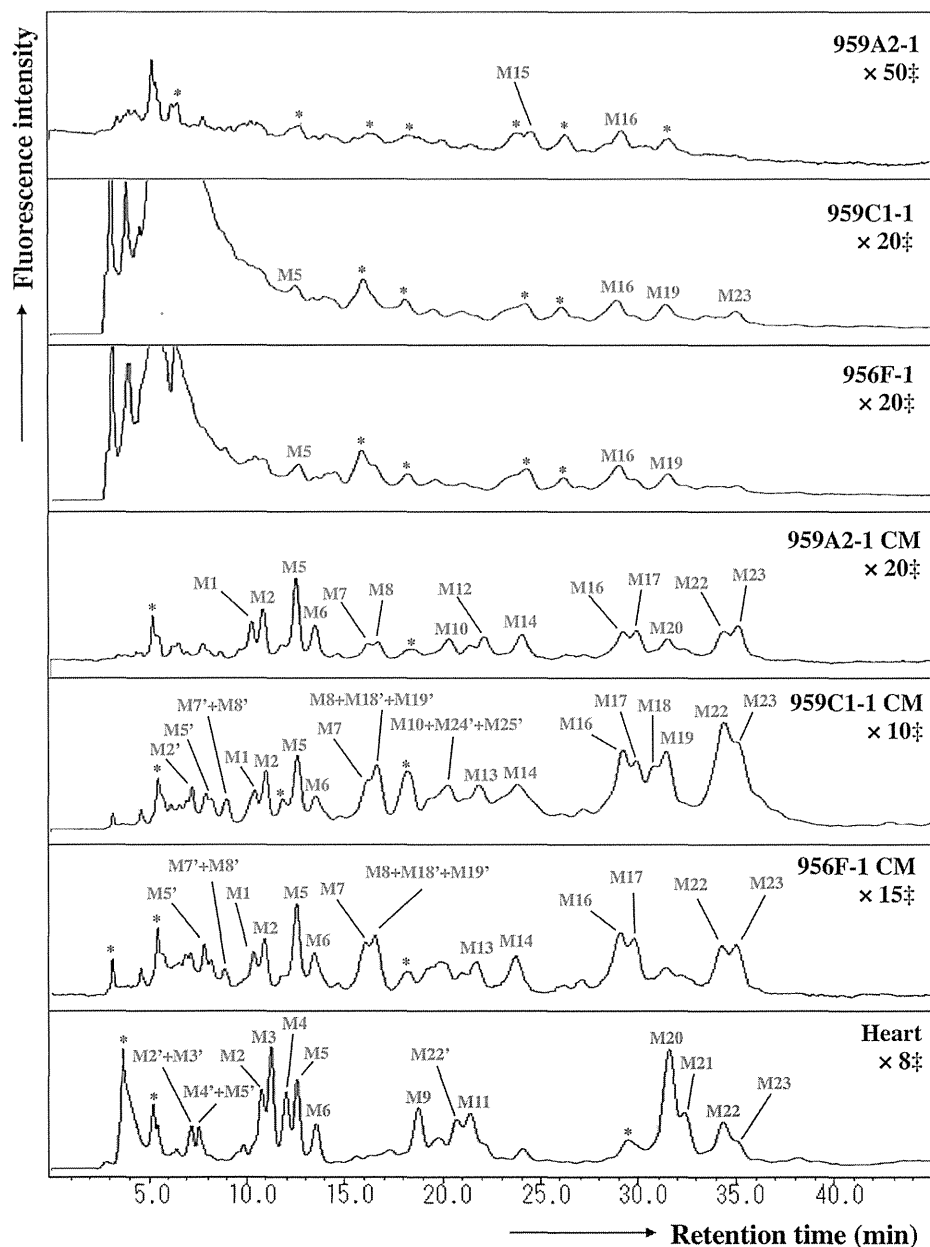 Fluorescence intensity
959A2-1
× 50‡
M15
*
*
*
*
*
*
M16
*
959C1-1
× 20‡
M5
*
*
*
*
M16
M19
M23
956F-1
× 20‡
M5
*
*
*
*
M16
M19
959A2-1 CM
× 20‡
*
M1
M2
M5
M6
M7
M8
*
M10
M12
M14
M16
M17
M20
M22
M23
959C1-1 CM
× 10‡
M7'+M8'
M5'
M2'
*
M1
M2
*
M5
M6
M8+M18'+M19'
M7
*
M10+M24'+M25'
M13
M14
M16
M17
M18
M19
M22
M23
956F-1 CM
× 15‡
M7'+M8'
M5'
*
*
M1
M2
M5
M6
M7
M8+M18'+M19'
*
M13
M14
M16
M17
M22
M23
Heart
× 8‡
*
M2'+M3'
*
M4'+M5'
M2
M3
M4
M5
M6
M9
M22'
M11
*
M20
M21
M22
M23
5.0 10.0 15.0 20.0 25.0 30.0 35.0 40.0
Retention time (min)